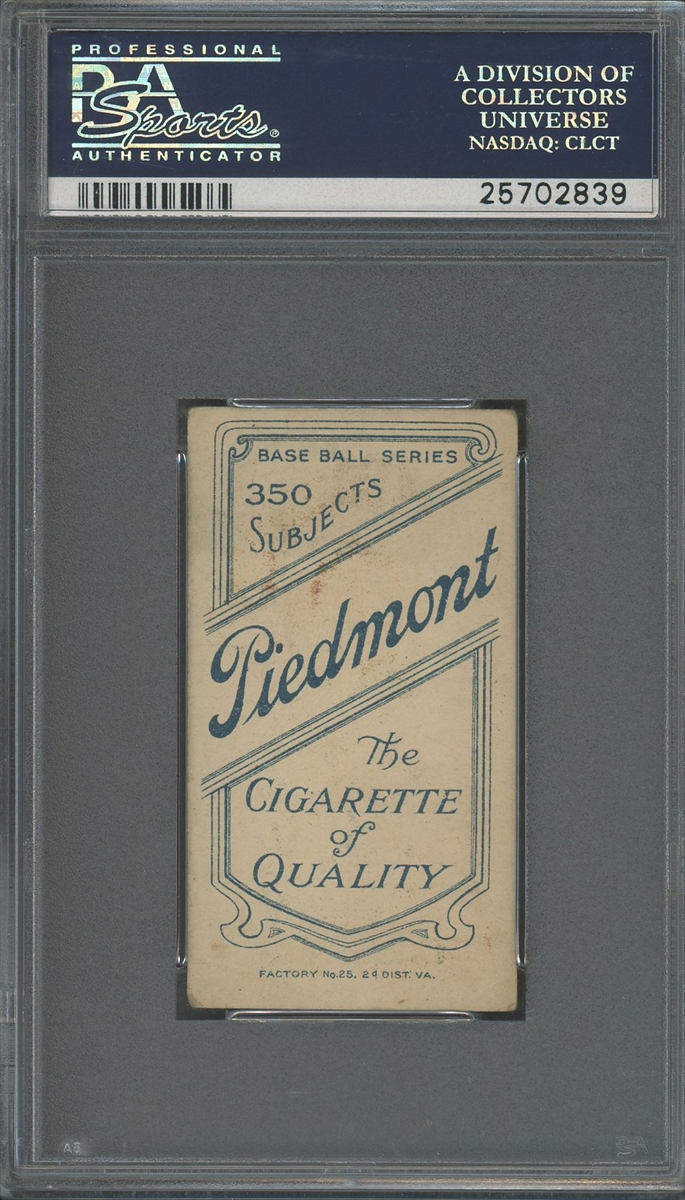 PROFESSIONAL
PSA
Sports®
AUTHENTICATOR
A DIVISION OF
COLLECTORS
UNIVERSE
NASDAQ: CLCT
25702839
BASE BALL SERIES
350
SUBJECTS
Piedmont
The
CIGARETTE
of
QUALITY
FACTORY No. 25, 2d DIST. VA.